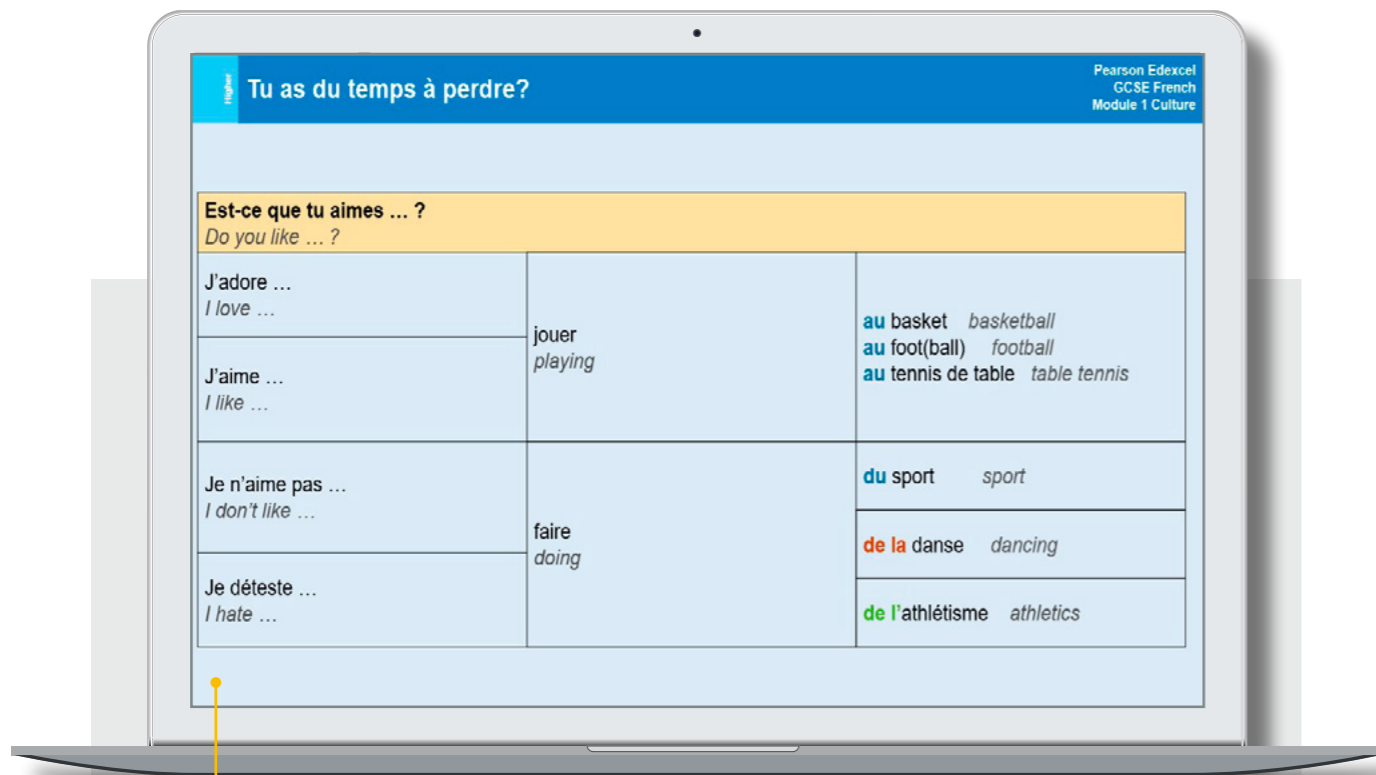 Higher
Tu as du temps à perdre?
Pearson Edexcel
GCSE French
Module 1 Culture
Est-ce que tu aimes … ?
Do you like … ?
J’adore …
I love …
J’aime …
I like …
jouer
playing
au basket basketball
au foot(ball) football
au tennis de table table tennis
Je n’aime pas …
I don’t like …
Je déteste …
I hate …
faire
doing
du sport sport
de la danse dancing
de l’athlétisme athletics